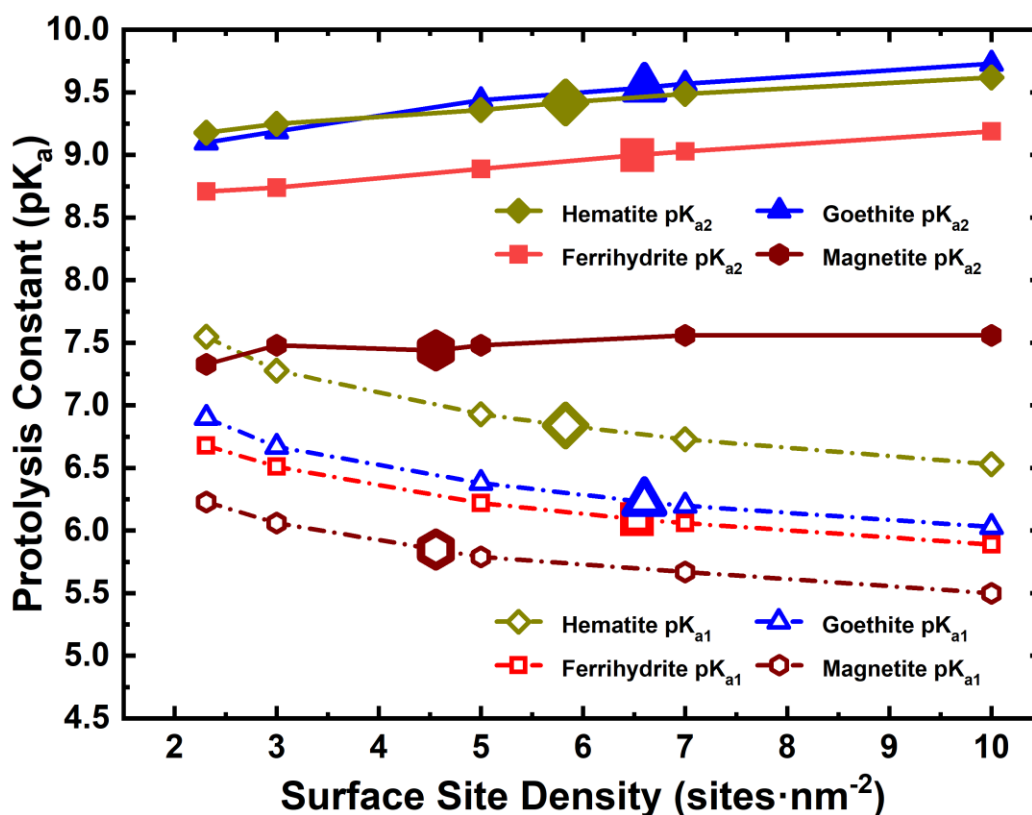 Protolysis Constant (pKa)
10.0
9.5
9.0
8.5
8.0
7.5
7.0
6.5
6.0
5.5
5.0
4.5
Hematite pKa2
Goethite pKa2
Ferrihydrite pKa2
Magnetite pKa2
Hematite pKa1
Goethite pKa1
Ferrihydrite pKa1
Magnetite pKa1
2 3 4 5 6 7 8 9 10
Surface Site Density (sites·nm-2)